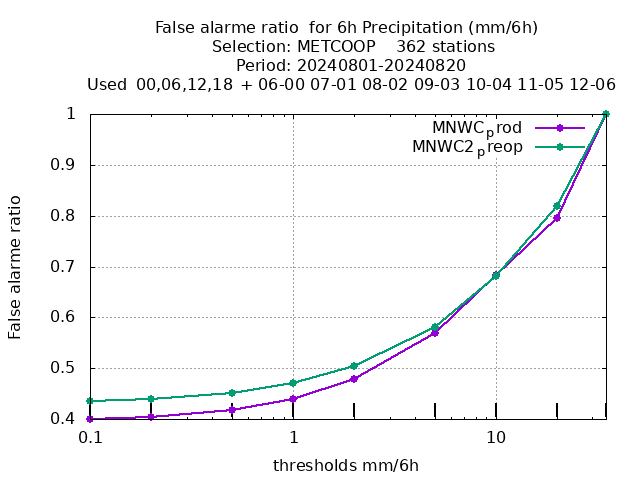 False alarme ratio  for 6h Precipitation (mm/6h)
Selection: METCOOP    362 stations
Period: 20240801-20240820
Used  00,06,12,18  + 06-00 07-01 08-02 09-03 10-04 11-05 12-06
MNWCprod
MNWC2preop
1
0.9
0.8
0.7
0.6
0.5
0.4
False alarme ratio
0.1 1 10
thresholds mm/6h